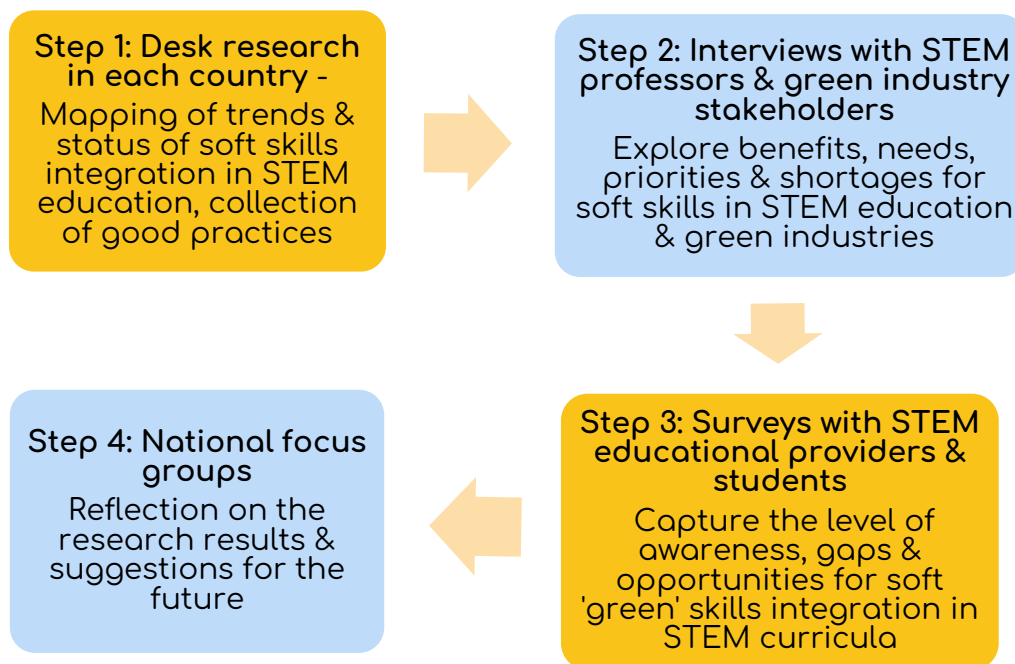 Step 1: Desk research
in each country -
Mapping of trends &
status of soft skills
integration in STEM
education, collection
of good practices
Step 2: Interviews with STEM
professors & green industry
stakeholders
Explore benefits, needs,
priorities & shortages for
soft skills in STEM education
& green industries
Step 3: Surveys with STEM
educational providers &
students
Capture the level of
awareness, gaps &
opportunities for soft
'green' skills integration in
STEM curricula
Step 4: National focus
groups
Reflection on the
research results &
suggestions for the
future